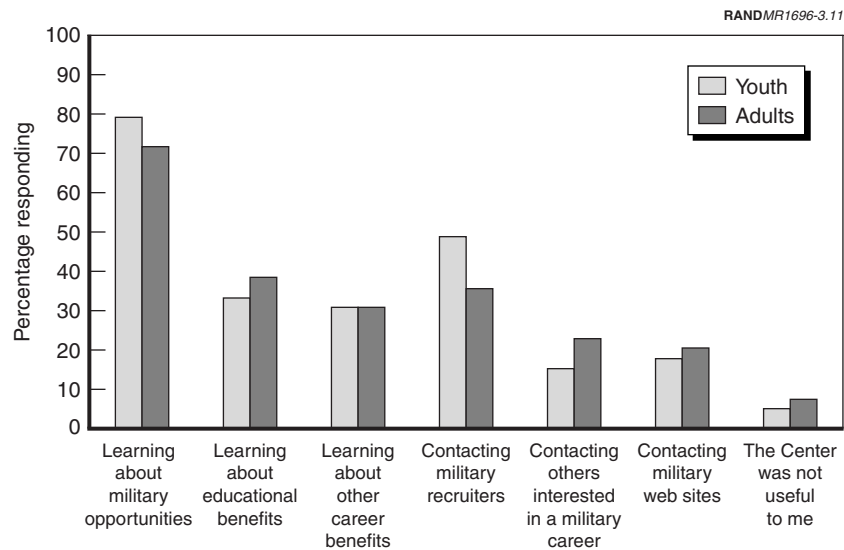 RANDMR1696-3.11
100
90
80
70
60
50
40
30
20
10
0
Percentage responding
Youth
Adults
Learning
about
military
opportunities
Learning
about
educational
benefits
Learning
about
other
career
benefits
Contacting
military
recruiters
Contacting
others
interested
in a military
career
Contacting
military
web sites
The Center
was not
useful
to me